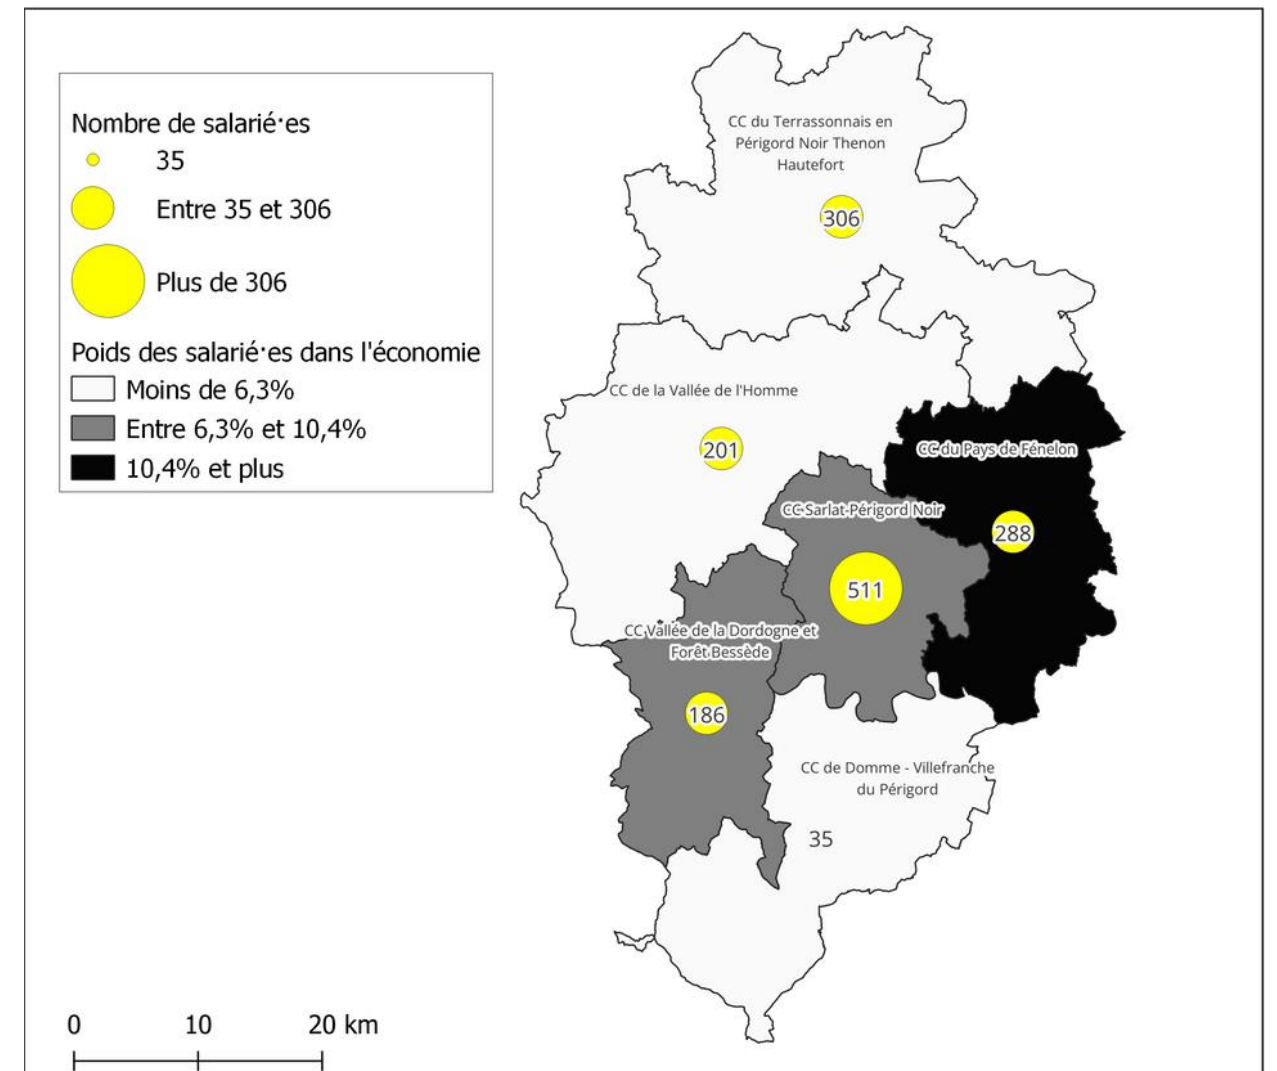 Nombre de salarié·es
35
Entre 35 et 306
Plus de 306
Poids des salarié·es dans l'économie
Moins de 6,3%
Entre 6,3% et 10,4%
10,4% et plus
CC du Terrassonnais en
Périgord Noir Thenon
Hautefort
306
CC de la Vallée de l'Homme
201
CC du Pays de Fénelon
288
CC Sarlat-Périgord Noir
511
CC Vallée de la Dordogne et
Forêt Bessède
186
CC de Domme - Villefranche
du Périgord
35
0 10 20 km